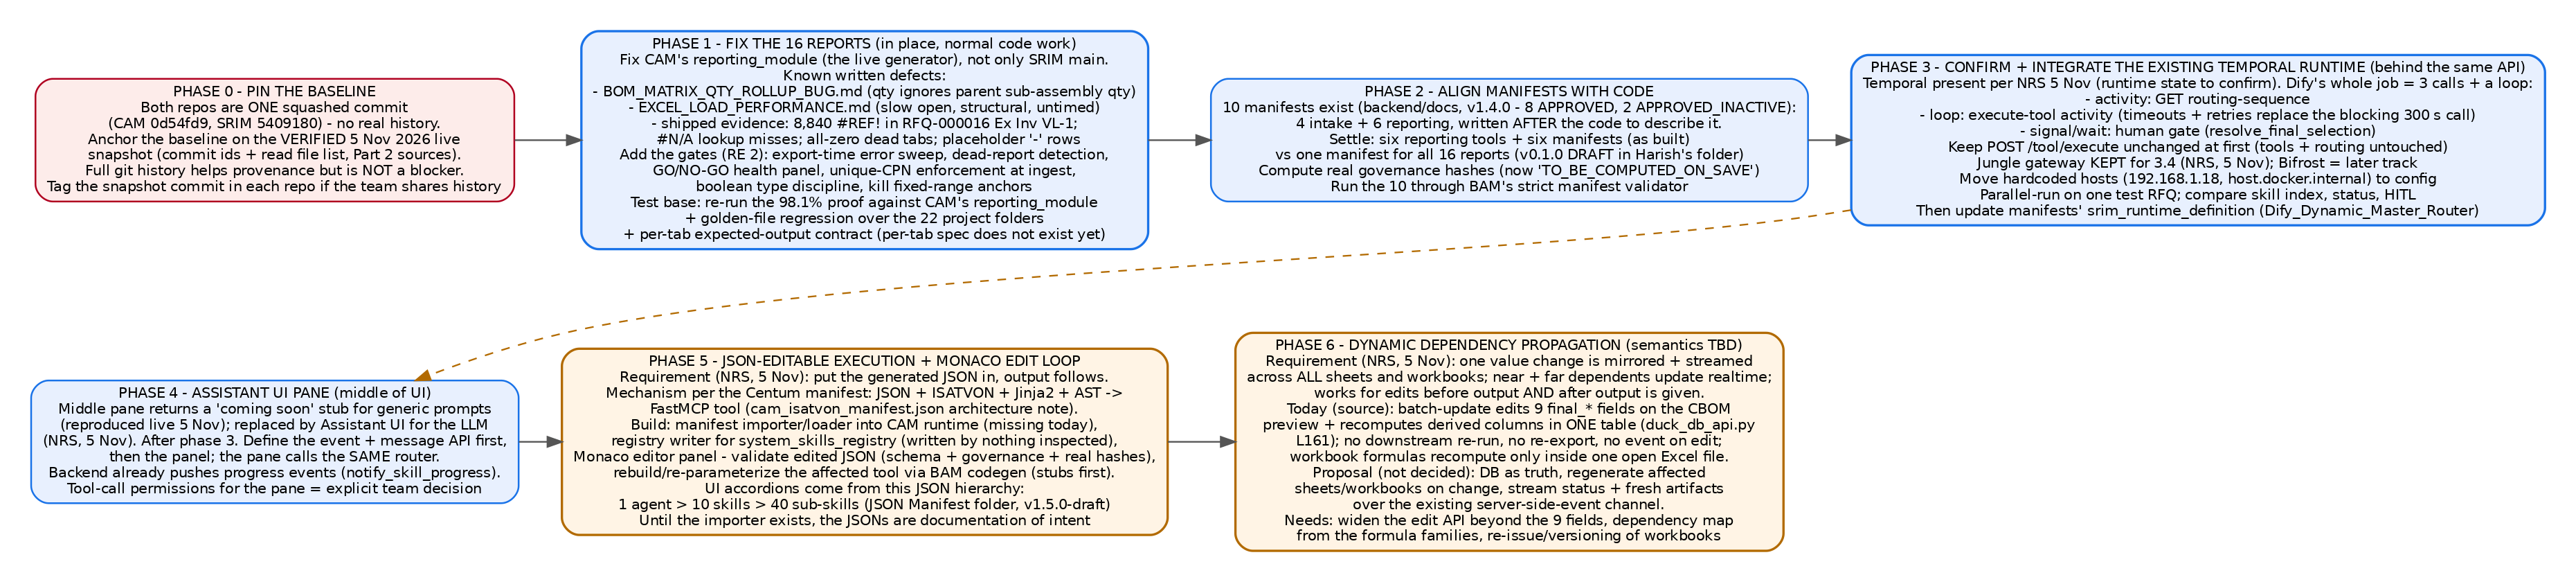 PHASE 0 - PIN THE BASELINE
Both repos are ONE squashed commit
(CAM 0d54fd9, SRIM 5409180) - no real history.
Anchor the baseline on the VERIFIED 5 Nov 2026 live
snapshot (commit ids + read file list, Part 2 sources).
Full git history helps provenance but is NOT a blocker.
Tag the snapshot commit in each repo if the team shares history
PHASE 1 - FIX THE 16 REPORTS (in place, normal code work)
Fix CAM's reporting_module (the live generator), not only SRIM main.
Known written defects:
- BOM_MATRIX_QTY_ROLLUP_BUG.md (qty ignores parent sub-assembly qty)
- EXCEL_LOAD_PERFORMANCE.md (slow open, structural, untimed)
- shipped evidence: 8,840 #REF! in RFQ-000016 Ex Inv VL-1;
#N/A lookup misses; all-zero dead tabs; placeholder '-' rows
Add the gates (RE 2): export-time error sweep, dead-report detection,
GO/NO-GO health panel, unique-CPN enforcement at ingest,
boolean type discipline, kill fixed-range anchors
Test base: re-run the 98.1% proof against CAM's reporting_module
+ golden-file regression over the 22 project folders
+ per-tab expected-output contract (per-tab spec does not exist yet)
PHASE 2 - ALIGN MANIFESTS WITH CODE
10 manifests exist (backend/docs, v1.4.0 - 8 APPROVED, 2 APPROVED_INACTIVE):
4 intake + 6 reporting, written AFTER the code to describe it.
Settle: six reporting tools + six manifests (as built)
vs one manifest for all 16 reports (v0.1.0 DRAFT in Harish's folder)
Compute real governance hashes (now 'TO_BE_COMPUTED_ON_SAVE')
Run the 10 through BAM's strict manifest validator
PHASE 3 - CONFIRM + INTEGRATE THE EXISTING TEMPORAL RUNTIME (behind the same API)
Temporal present per NRS 5 Nov (runtime state to confirm). Dify's whole job = 3 calls + a loop:
- activity: GET routing-sequence
- loop: execute-tool activity (timeouts + retries replace the blocking 300 s call)
- signal/wait: human gate (resolve_final_selection)
Keep POST /tool/execute unchanged at first (tools + routing untouched)
Jungle gateway KEPT for 3.4 (NRS, 5 Nov); Bifrost = later track
Move hardcoded hosts (192.168.1.18, host.docker.internal) to config
Parallel-run on one test RFQ; compare skill index, status, HITL
Then update manifests' srim_runtime_definition (Dify_Dynamic_Master_Router)
PHASE 4 - ASSISTANT UI PANE (middle of UI)
Middle pane returns a 'coming soon' stub for generic prompts
(reproduced live 5 Nov); replaced by Assistant UI for the LLM
(NRS, 5 Nov). After phase 3. Define the event + message API first,
then the panel; the pane calls the SAME router.
Backend already pushes progress events (notify_skill_progress).
Tool-call permissions for the pane = explicit team decision
PHASE 5 - JSON-EDITABLE EXECUTION + MONACO EDIT LOOP
Requirement (NRS, 5 Nov): put the generated JSON in, output follows.
Mechanism per the Centum manifest: JSON + ISATVON + Jinja2 + AST ->
FastMCP tool (cam_isatvon_manifest.json architecture note).
Build: manifest importer/loader into CAM runtime (missing today),
registry writer for system_skills_registry (written by nothing inspected),
Monaco editor panel - validate edited JSON (schema + governance + real hashes),
rebuild/re-parameterize the affected tool via BAM codegen (stubs first).
UI accordions come from this JSON hierarchy:
1 agent > 10 skills > 40 sub-skills (JSON Manifest folder, v1.5.0-draft)
Until the importer exists, the JSONs are documentation of intent
PHASE 6 - DYNAMIC DEPENDENCY PROPAGATION (semantics TBD)
Requirement (NRS, 5 Nov): one value change is mirrored + streamed
across ALL sheets and workbooks; near + far dependents update realtime;
works for edits before output AND after output is given.
Today (source): batch-update edits 9 final_* fields on the CBOM
preview + recomputes derived columns in ONE table (duck_db_api.py
L161); no downstream re-run, no re-export, no event on edit;
workbook formulas recompute only inside one open Excel file.
Proposal (not decided): DB as truth, regenerate affected
sheets/workbooks on change, stream status + fresh artifacts
over the existing server-side-event channel.
Needs: widen the edit API beyond the 9 fields, dependency map
from the formula families, re-issue/versioning of workbooks